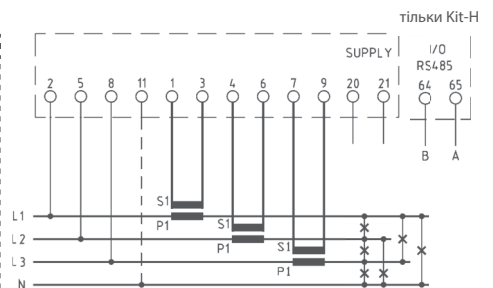 тільки Kit-H
SUPPLY
I/O
RS485
2 5 8 11 1 3 4 6 7 9 20 21 64 65
B A
S1
L1
P1
S1
L2
P1
S1
L3
P1
N